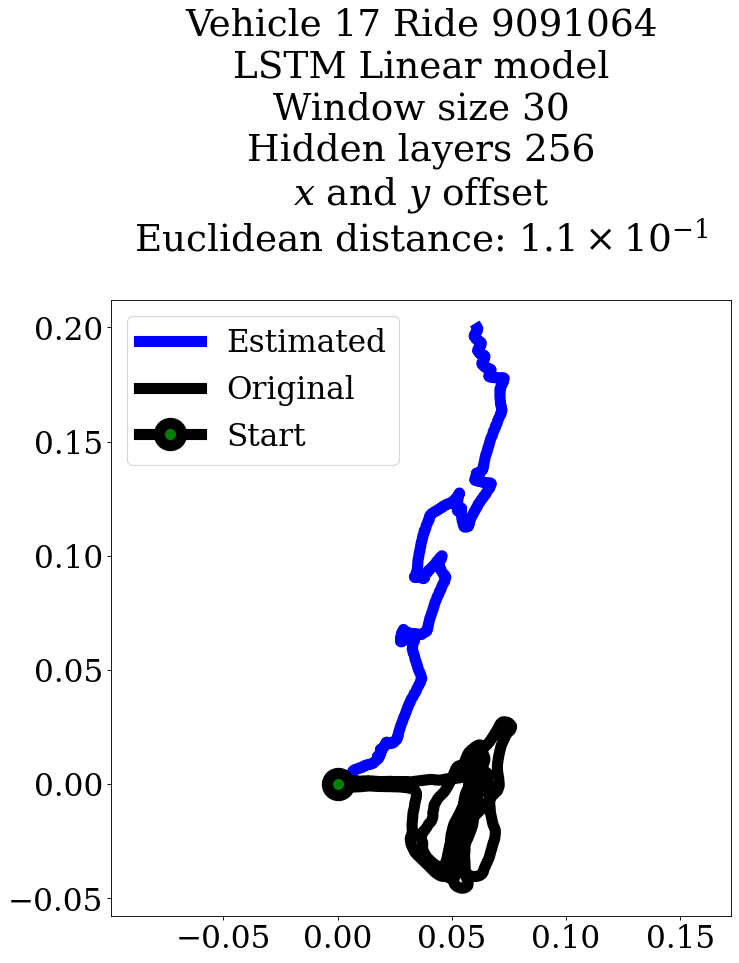 Vehicle 17 Ride 9091064
LSTM Linear model
Window size 30
Hidden layers 256
x and y offset
Euclidean distance: 1.1 × 10⁻¹
Estimated
Original
Start
0.20
0.15
0.10
0.05
0.00
−0.05
−0.05 0.00 0.05 0.10 0.15